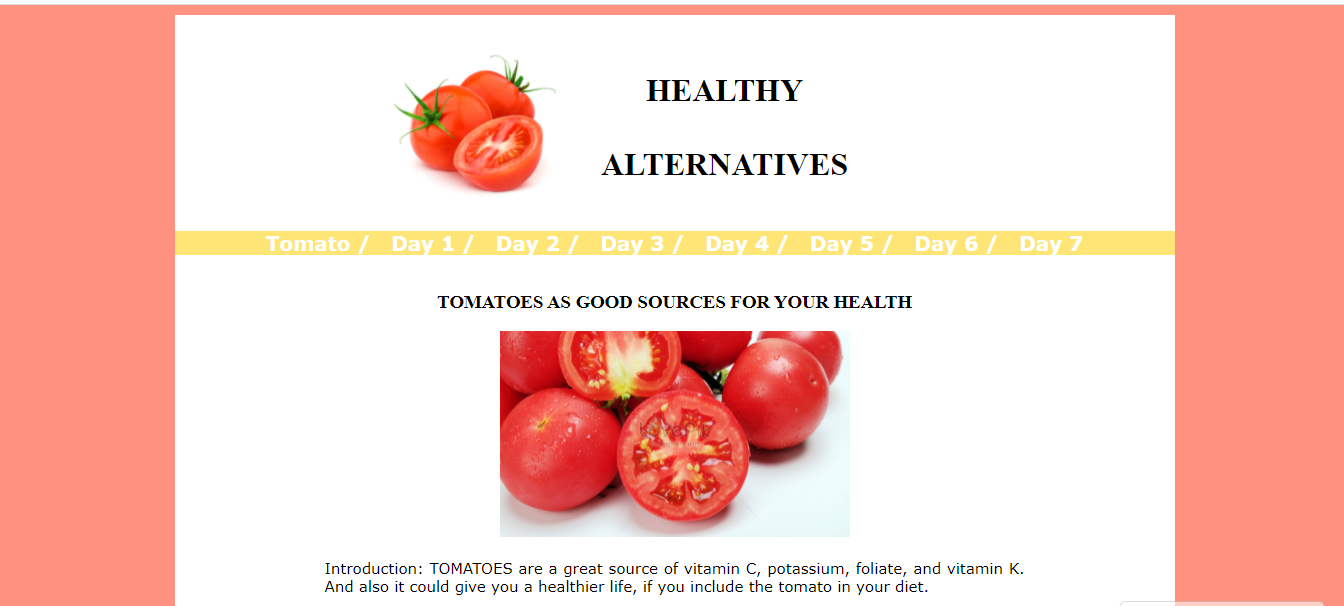 HEALTHY
ALTERNATIVES
Tomato / Day 1 / Day 2 / Day 3 / Day 4 / Day 5 / Day 6 / Day 7
TOMATOES AS GOOD SOURCES FOR YOUR HEALTH
Introduction: TOMATOES are a great source of vitamin C, potassium, foliate, and vitamin K.
And also it could give you a healthier life, if you include the tomato in your diet.